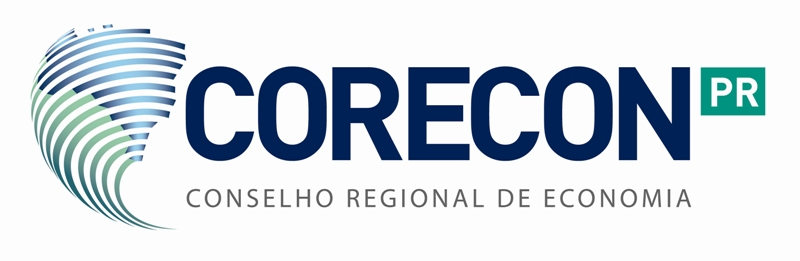 CORECON PR
CONSELHO REGIONAL DE ECONOMIA